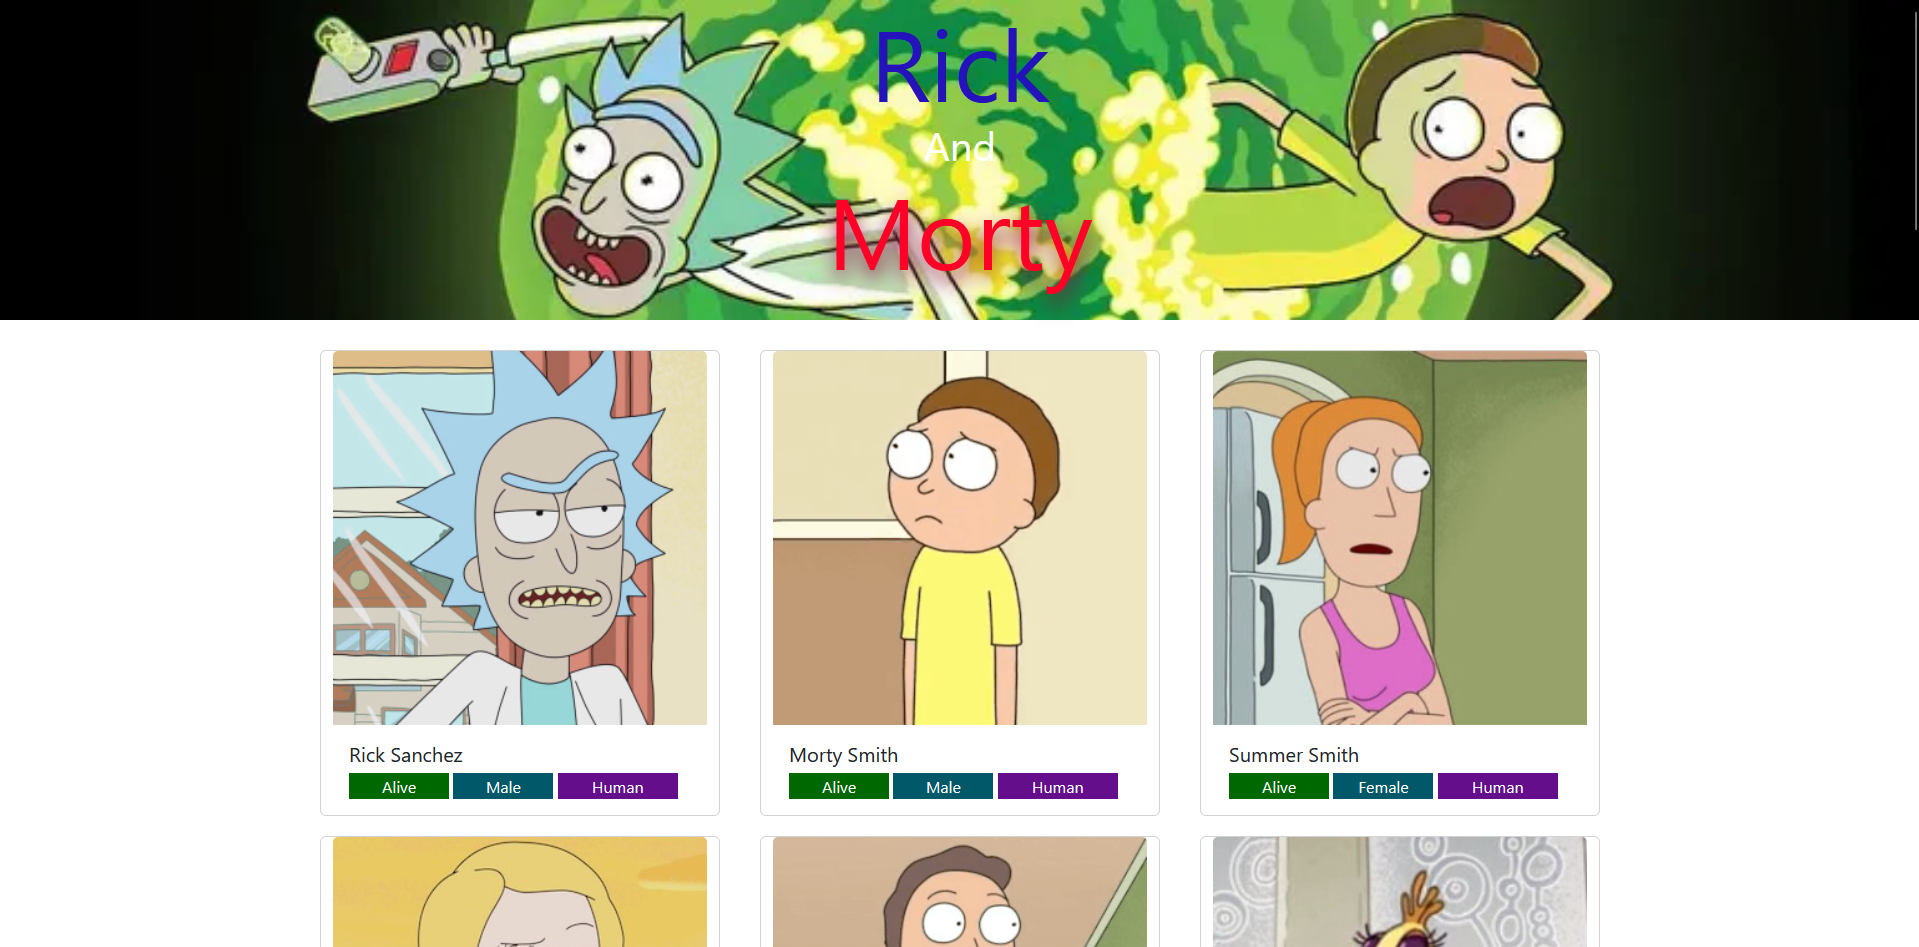 Rick
And
Morty
Rick Sanchez
Alive Male Human
Morty Smith
Alive Male Human
Summer Smith
Alive Female Human